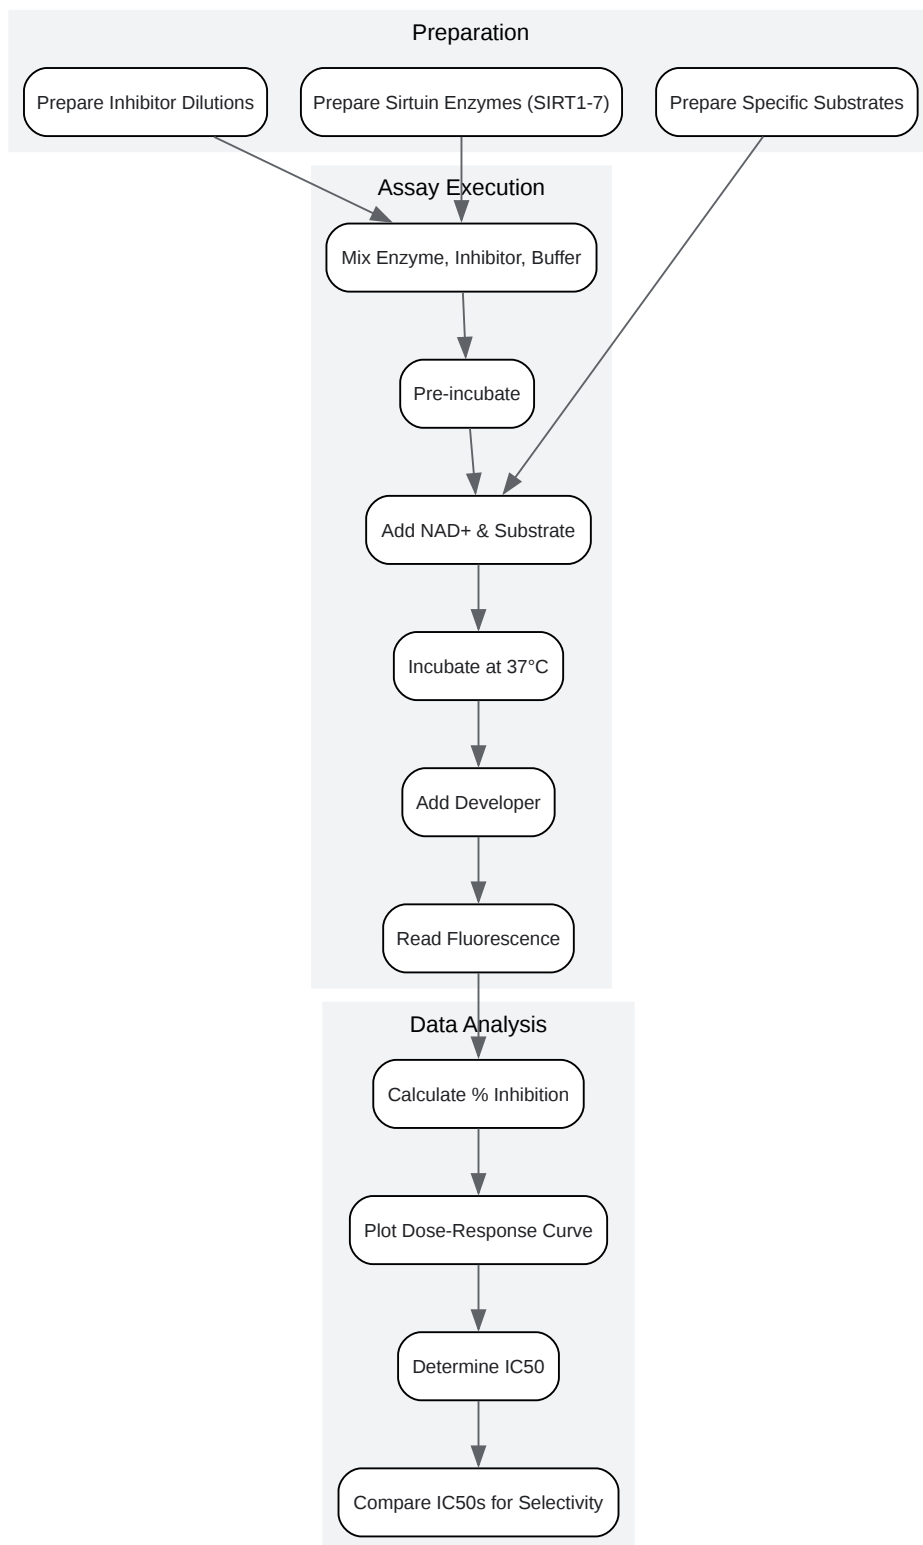 Preparation
Prepare Inhibitor Dilutions
Prepare Sirtuin Enzymes (SIRT1-7)
Prepare Specific Substrates
Assay Execution
Mix Enzyme, Inhibitor, Buffer
Pre-incubate
Add NAD+ & Substrate
Incubate at 37°C
Add Developer
Read Fluorescence
Data Analysis
Calculate % Inhibition
Plot Dose-Response Curve
Determine IC50
Compare IC50s for Selectivity